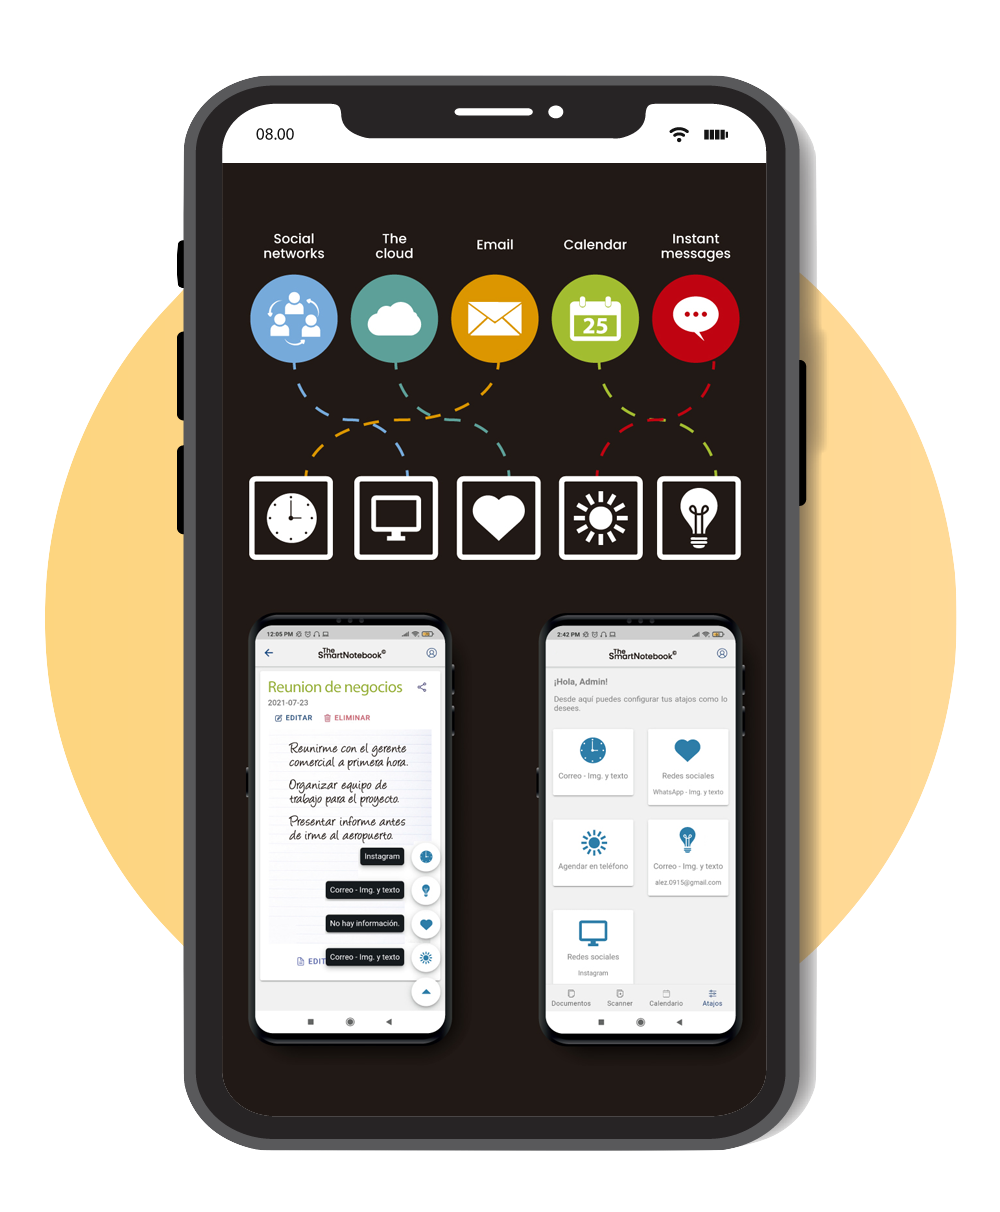 08.00
Social
networks
The
cloud
Email
Calendar
Instant
messages
25
12:05 PM
The
SmartNotebook©
Reunion de negocios
2021-07-23
EDITAR
ELIMINAR
Reunirme con el gerente
comercial a primera hora.
Organizar equipo de
trabajo para el proyecto.
Presentar informe antes
de irme al aeropuerto.
Instagram
Correo - Img. y texto
No hay información.
EDIT
Correo - Img. y texto
2:42 PM
The
SmartNotebook©
¡Hola, Admin!
Desde aquí puedes configurar tus atajos como lo
desees.
Correo - Img. y texto
Redes sociales
WhatsApp - Img. y texto
Agendar en teléfono
Correo - Img. y texto
alez.0915@gmail.com
Redes sociales
Instagram
Documentos
Scanner
Calendario
Atajos